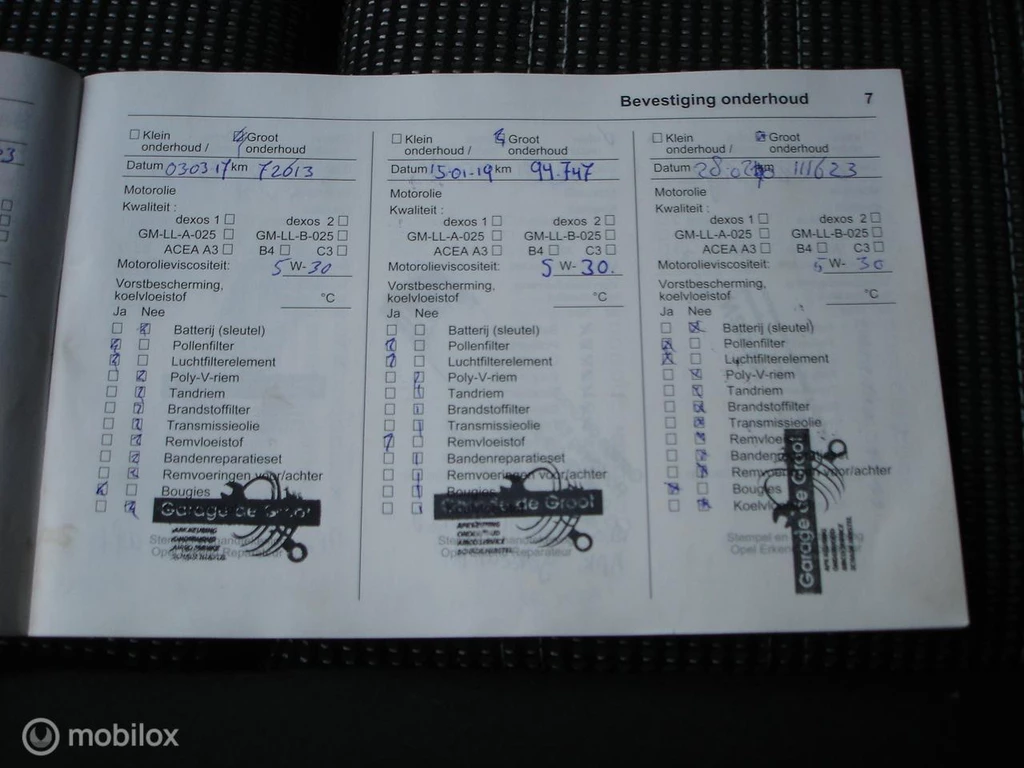 Bevestiging onderhoud 7
Klein onderhoud / Groot onderhoud
Datum 030317 km 72613
Motorolie
Kwaliteit :
dexos 1 dexos 2
GM-LL-A-025 GM-LL-B-025
ACEA A3 B4 C3
Motorolieviscositeit: 5 W- 30
Vorstbescherming,
koelvloeistof °C
Ja Nee
Batterij (sleutel)
Pollenfilter
Luchtfilterelement
Poly-V-riem
Tandriem
Brandstoffilter
Transmissieolie
Remvloeistof
Bandenreparatieset
Remvoeringen voor/achter
Bougies
Garage de Groot
Klein onderhoud / Groot onderhoud
Datum 15-01-19 km 94.747
Motorolie
Kwaliteit :
dexos 1 dexos 2
GM-LL-A-025 GM-LL-B-025
ACEA A3 B4 C3
Motorolieviscositeit: 5 W- 30.
Vorstbescherming,
koelvloeistof °C
Ja Nee
Batterij (sleutel)
Pollenfilter
Luchtfilterelement
Poly-V-riem
Tandriem
Brandstoffilter
Transmissieolie
Remvloeistof
Bandenreparatieset
Remvoeringen voor/achter
Bougies
de Groot
Klein onderhoud / Groot onderhoud
Datum 111623
Motorolie
Kwaliteit :
dexos 1 dexos 2
GM-LL-A-025 GM-LL-B-025
ACEA A3 B4 C3
Motorolieviscositeit: 5 W- 30
Vorstbescherming,
koelvloeistof °C
Ja Nee
Batterij (sleutel)
Pollenfilter
Luchtfilterelement
Poly-V-riem
Tandriem
Brandstoffilter
Transmissieolie
Bougies
Stempel en
Garage de Groot
mobilox